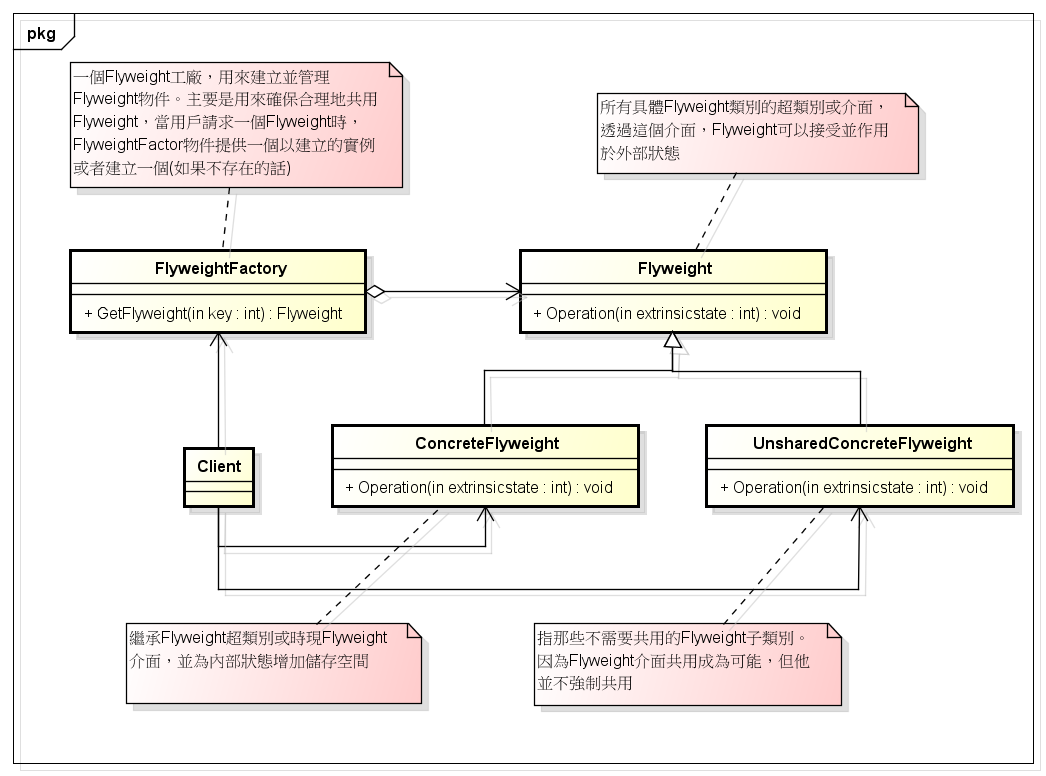 pkg
一個Flyweight工廠，用來建立並管理
Flyweight物件。主要是用來確保合理地共用
Flyweight，當用戶請求一個Flyweight時，
FlyweightFactor物件提供一個以建立的實例
或者建立一個(如果不存在的話)
所有具體Flyweight類別的超類別或介面，
透過這個介面，Flyweight可以接受並作用
於外部狀態
FlyweightFactory
+ GetFlyweight(in key : int) : Flyweight
Flyweight
+ Operation(in extrinsicstate : int) : void
Client
ConcreteFlyweight
+ Operation(in extrinsicstate : int) : void
UnsharedConcreteFlyweight
+ Operation(in extrinsicstate : int) : void
繼承Flyweight超類別或時現Flyweight
介面，並為內部狀態增加儲存空間
指那些不需要共用的Flyweight子類別。
因為Flyweight介面共用成為可能，但他
並不強制共用